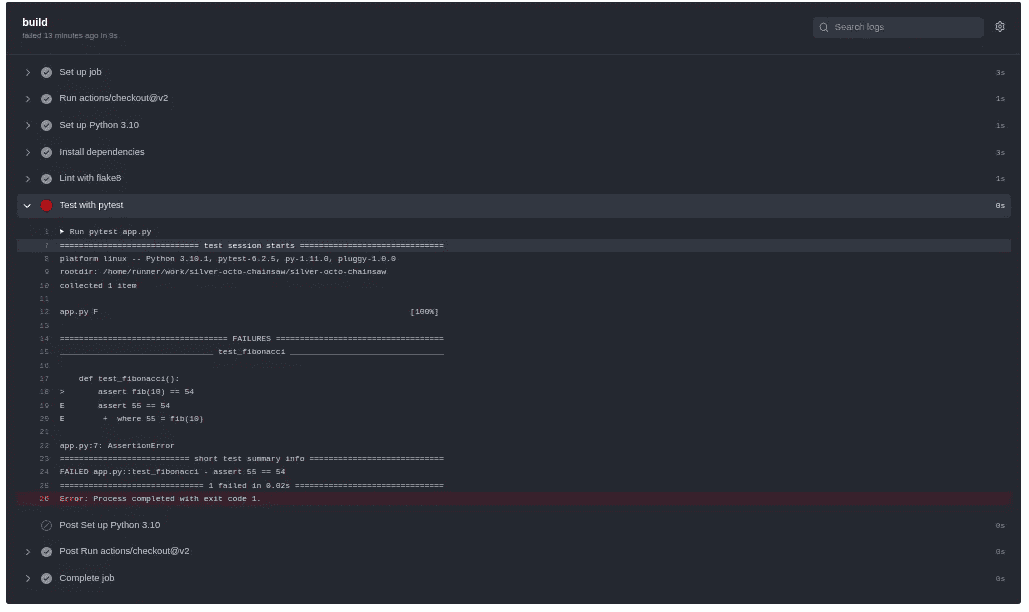 build
failed 13 minutes ago in 9s
Search logs
Set up job 3s
Run actions/checkout@v2 1s
Set up Python 3.10 1s
Install dependencies 3s
Lint with flake8 1s
Test with pytest 0s
1 Run pytest app.py
7 ============================= test session starts ==============================
8 platform linux -- Python 3.10.1, pytest-6.2.5, py-1.11.0, pluggy-1.0.0
9 rootdir: /home/runner/work/silver-octo-chainsaw/silver-octo-chainsaw
10 collected 1 item
11
12 app.py F [100%]
13
14 =================================== FAILURES ===================================
15 ________________________________ test_fibonacci ________________________________
16
17 def test_fibonacci():
18 > assert fib(10) == 54
19 E assert 55 == 54
20 E + where 55 = fib(10)
21
22 app.py:7: AssertionError
23 =========================== short test summary info ============================
24 FAILED app.py::test_fibonacci - assert 55 == 54
25 ============================== 1 failed in 0.02s ===============================
26 Error: Process completed with exit code 1.
Post Set up Python 3.10 0s
Post Run actions/checkout@v2 0s
Complete job 0s